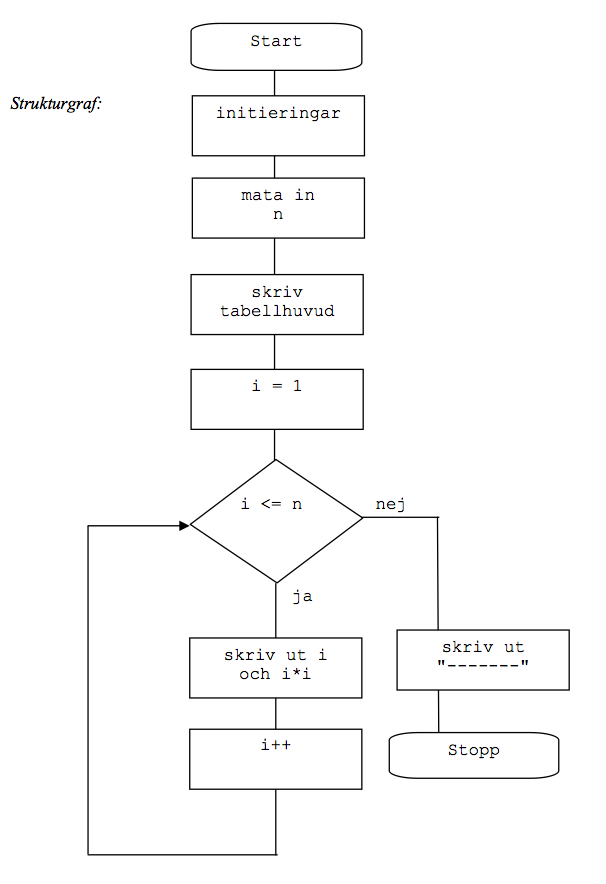 Start
Strukturgraf:
initieringar
mata in
n
skriv
tabellhuvud
i = 1
i <= n
nej
ja
skriv ut i
och i*i
skriv ut
"-------"
i++
Stopp